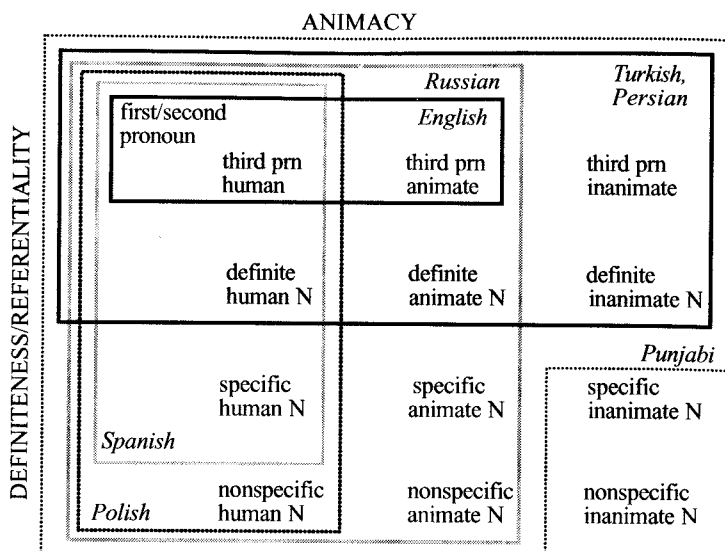 ANIMACY
DEFINITENESS/REFERENTIALITY
Russian
Turkish,
Persian
English
first/second
pronoun
third prn
human
third prn
animate
third prn
inanimate
definite
human N
definite
animate N
definite
inanimate N
Punjabi
specific
human N
specific
animate N
specific
inanimate N
Spanish
nonspecific
human N
nonspecific
animate N
nonspecific
inanimate N
Polish